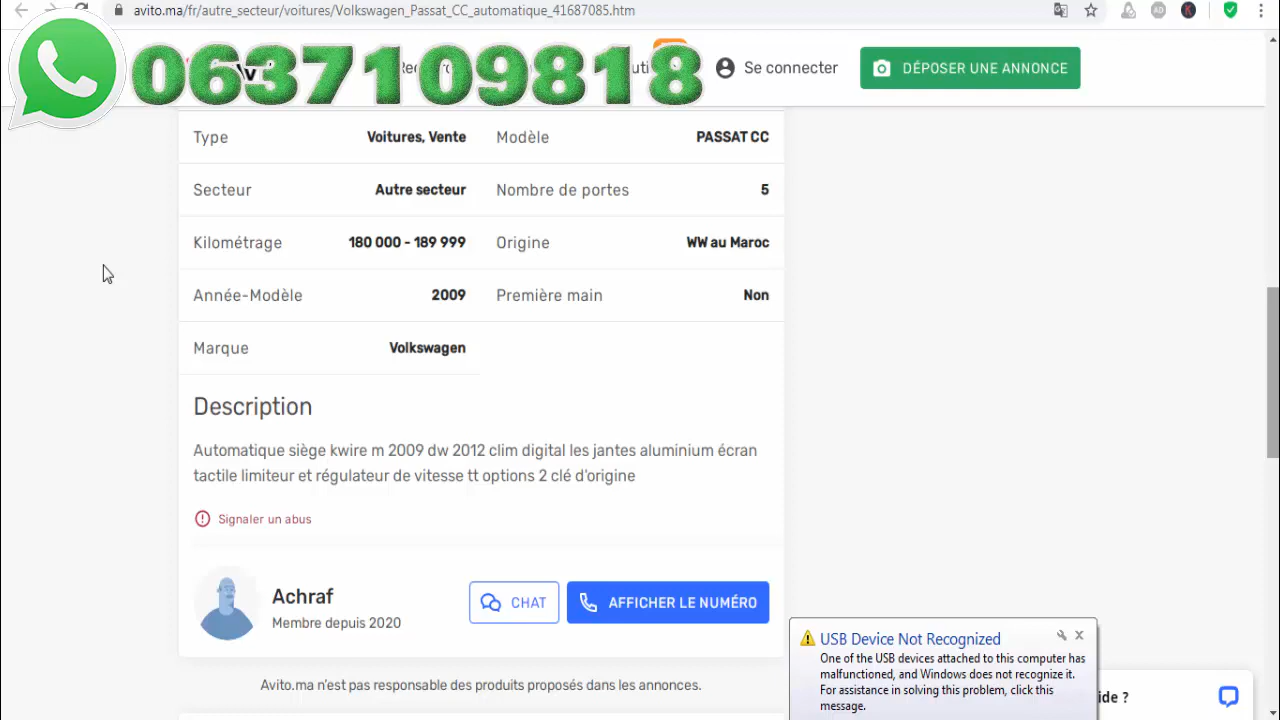 avito.ma/fr/autre_secteur/voitures/Volkswagen_Passat_CC_automatique_41687085.htm
0637109818
Se connecter
DÉPOSER UNE ANNONCE
Type Voitures, Vente Modèle PASSAT CC
Secteur Autre secteur Nombre de portes 5
Kilométrage 180 000 - 189 999 Origine WW au Maroc
Année-Modèle 2009 Première main Non
Marque Volkswagen
Description
Automatique siège kwire m 2009 dw 2012 clim digital les jantes aluminium écran
tactile limiteur et régulateur de vitesse tt options 2 clé d'origine
Signaler un abus
Achraf
Membre depuis 2020
CHAT
AFFICHER LE NUMÉRO
Avito.ma n'est pas responsable des produits proposés dans les annonces.
USB Device Not Recognized
One of the USB devices attached to this computer has
malfunctioned, and Windows does not recognize it.
For assistance in solving this problem, click this
message.
ide ?